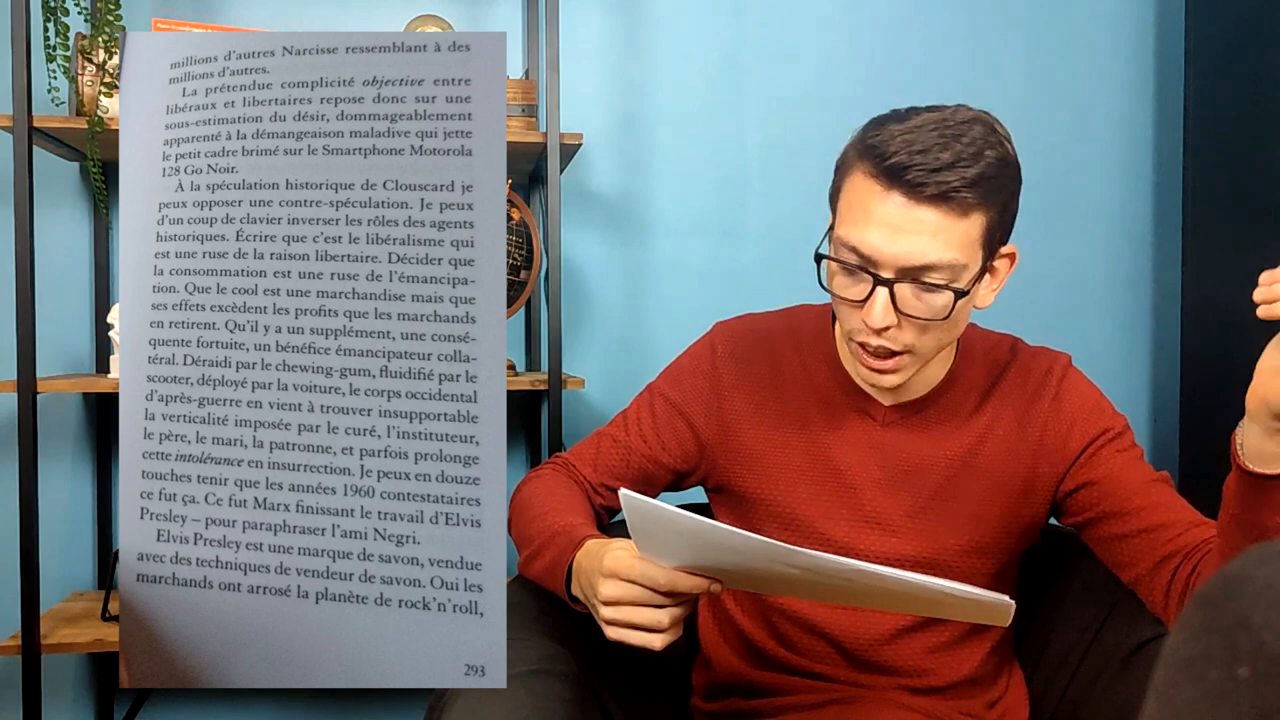 millions d'autres Narcisse ressemblant à des
millions d'autres.
La prétendue complicité objective entre
libéraux et libertaires repose donc sur une
sous-estimation du désir, dommageablement
apparenté à la démangeaison maladive qui jette
le petit cadre brimé sur le Smartphone Motorola
128 Go Noir.
À la spéculation historique de Clouscard je
peux opposer une contre-spéculation. Je peux
d'un coup de clavier inverser les rôles des agents
historiques. Écrire que c'est le libéralisme qui
est une ruse de la raison libertaire. Décider que
la consommation est une ruse de l'émancipa-
tion. Que le cool est une marchandise mais que
ses effets excèdent les profits que les marchands
en retirent. Qu'il y a un supplément, une consé-
quente fortuite, un bénéfice émancipateur colla-
téral. Déraidi par le chewing-gum, fluidifié par le
scooter, déployé par la voiture, le corps occidental
d'après-guerre en vient à trouver insupportable
la verticalité imposée par le curé, l'instituteur,
le père, le mari, la patronne, et parfois prolonge
cette intolérance en insurrection. Je peux en douze
touches tenir que les années 1960 contestataires
ce fut ça. Ce fut Marx finissant le travail d'Elvis
Presley – pour paraphraser l'ami Negri.
Elvis Presley est une marque de savon, vendue
avec des techniques de vendeur de savon. Oui les
marchands ont arrosé la planète de rock'n'roll,
293